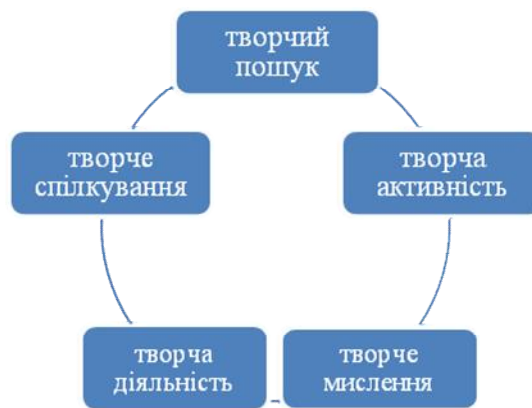 творчий
пошук
творче
спілкування
творча
активність
творча
діяльність
творче
мислення